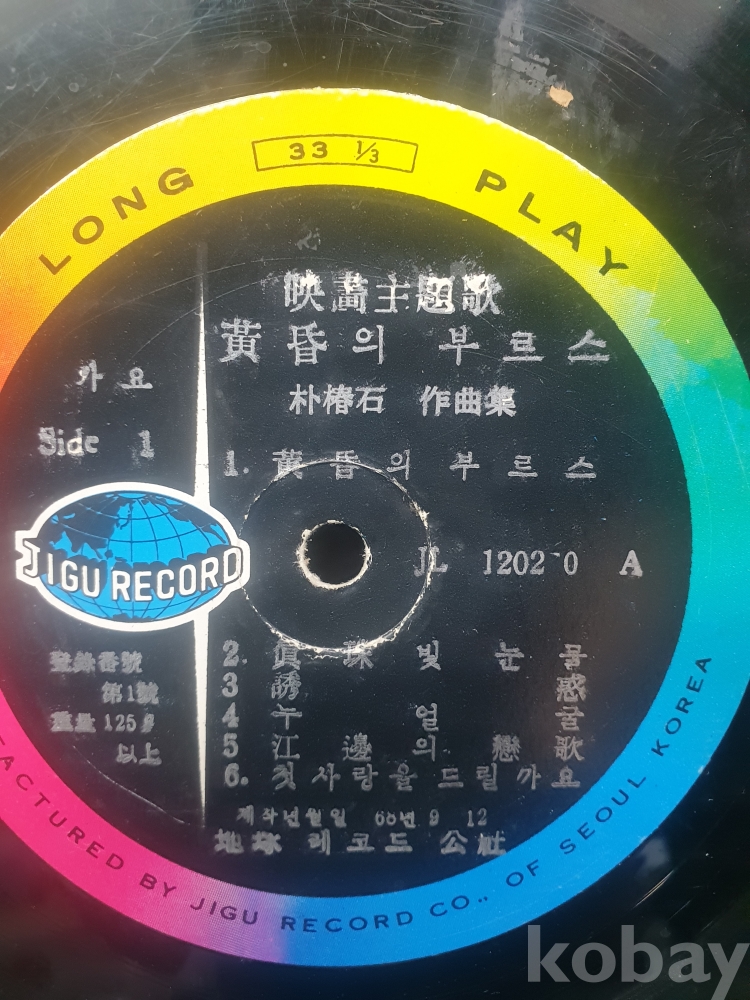 LONG 33 ⅓ PLAY
映畵主題歌
黃昏의 부르스
가요
朴椿石 作曲集
Side 1
1. 黃昏의 부르스
JIGU RECORD
JL 1202-0 A
登錄番號
第1號
重量 125g
以上
2. 眞珠빛 눈물
3 誘惑
4 두 얼굴
5 江邊의 戀歌
6. 첫사랑을 드릴까요
제작년월일 66년 9 12
地球 레코드 公社
FACTURED BY JIGU RECORD CO., OF SEOUL KOREA
kobay